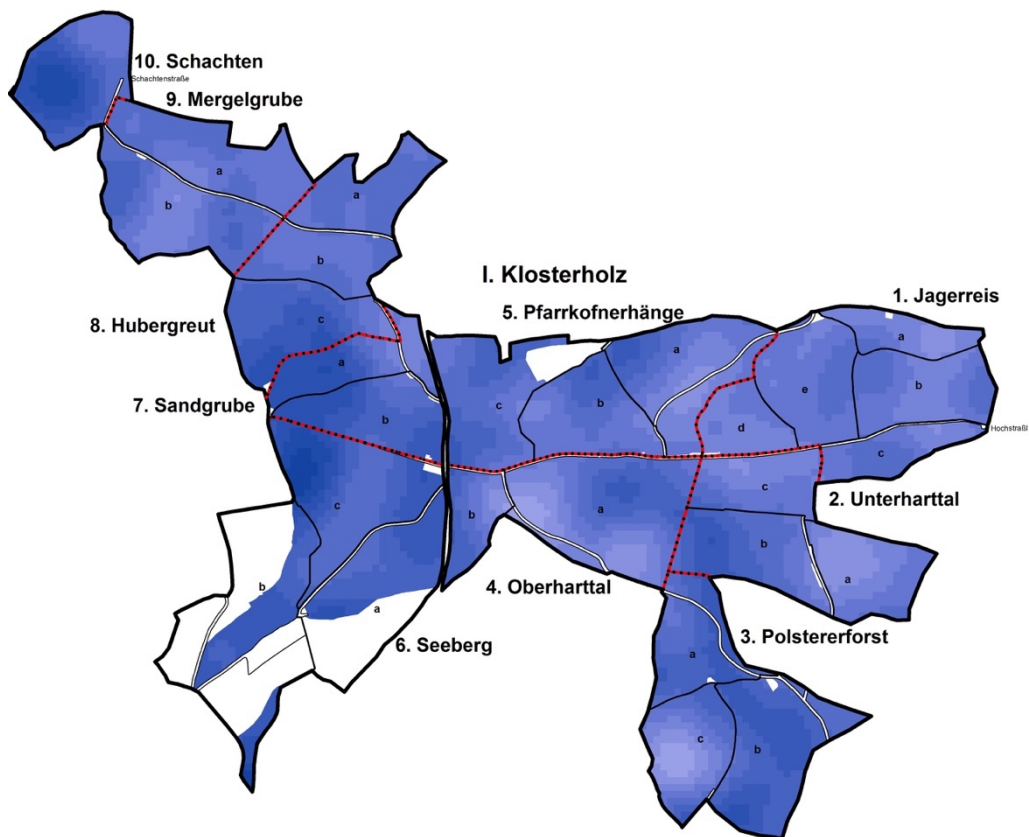 10. Schachten
Schachtenstraße
9. Mergelgrube
a
a
b
b
I. Klosterholz
1. Jagerreis
5. Pfarrkofnerhänge
8. Hubergreut
c
a
a
a
e
b
b
7. Sandgrube
c
b
d
Hochstraßl
c
c
2. Unterharttal
c
a
b
b
a
b
4. Oberharttal
a
6. Seeberg
3. Polstererforst
a
c
b